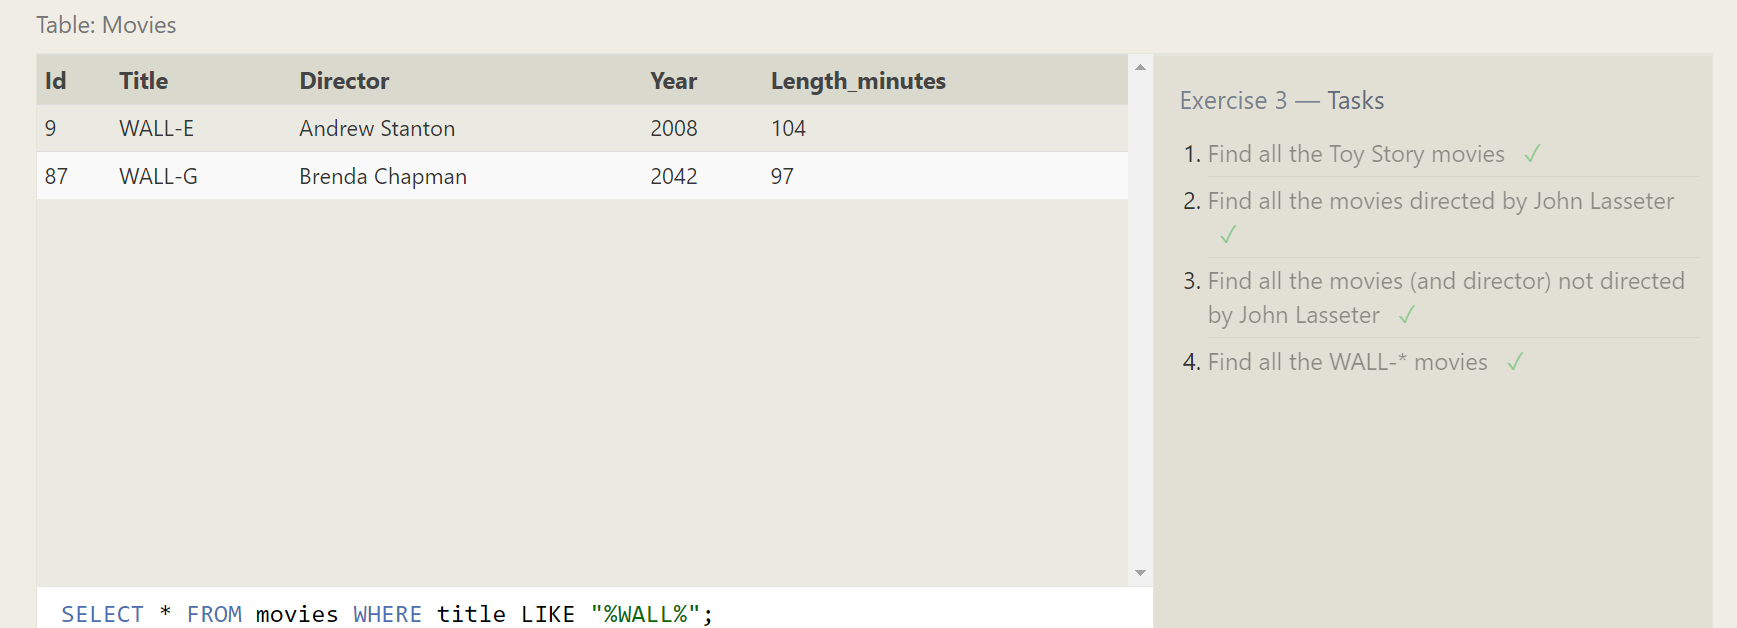 Table: Movies
Id Title Director Year Length_minutes
9 WALL-E Andrew Stanton 2008 104
87 WALL-G Brenda Chapman 2042 97
SELECT * FROM movies WHERE title LIKE "%WALL%";
Exercise 3 — Tasks
1. Find all the Toy Story movies ✓
2. Find all the movies directed by John Lasseter
✓
3. Find all the movies (and director) not directed
by John Lasseter ✓
4. Find all the WALL-* movies ✓